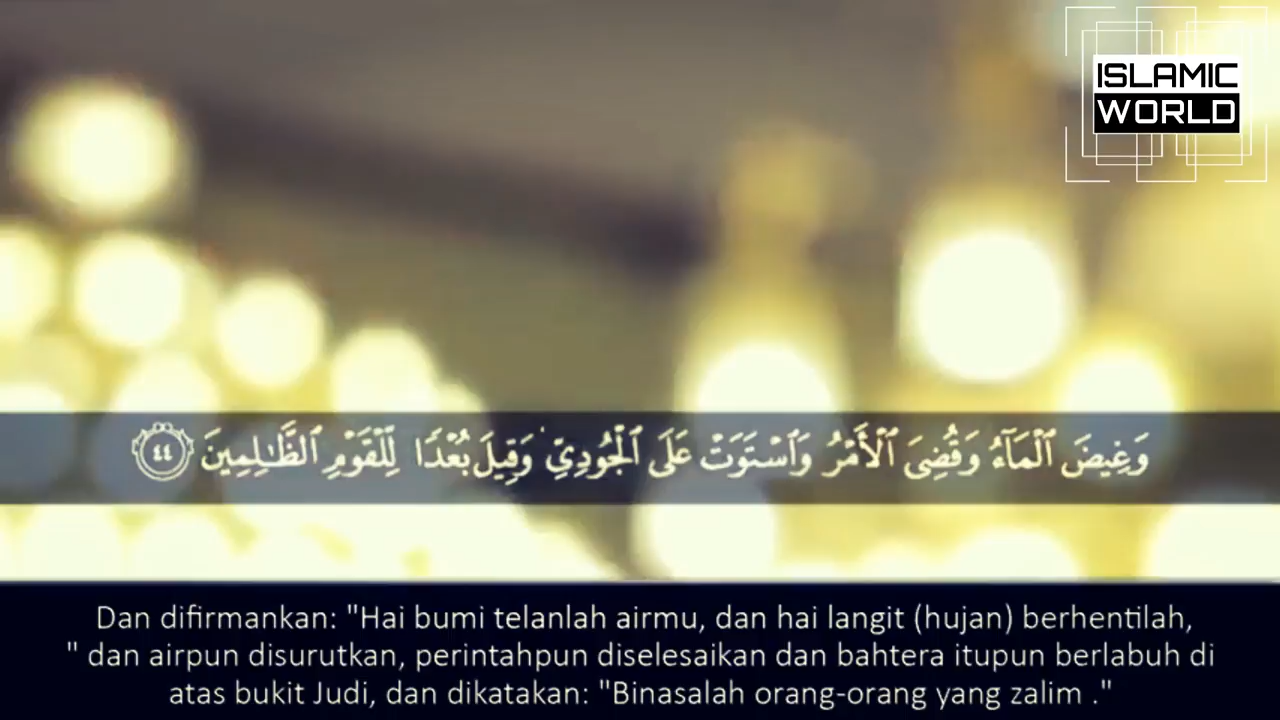 ISLAMIC
WORLD
وَغِيضَ ٱلْمَآءُ وَقُضِىَ ٱلْأَمْرُ وَٱسْتَوَتْ عَلَى ٱلْجُودِىِّ ۖ وَقِيلَ بُعْدًا لِّلْقَوْمِ ٱلظَّـٰلِمِينَ ٤٤
Dan difirmankan: "Hai bumi telanlah airmu, dan hai langit (hujan) berhentilah,
" dan airpun disurutkan, perintahpun diselesaikan dan bahtera itupun berlabuh di
atas bukit Judi, dan dikatakan: "Binasalah orang-orang yang zalim ."